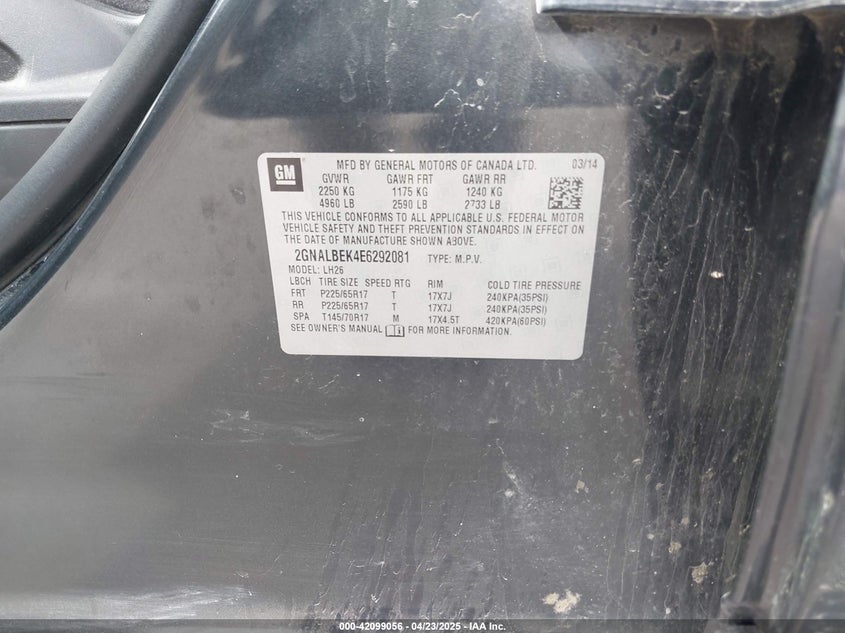 GM
MFD BY GENERAL MOTORS OF CANADA LTD. 03/14
GVWR GAWR FRT GAWR RR
2250 KG 1175 KG 1240 KG
4960 LB 2590 LB 2733 LB
THIS VEHICLE CONFORMS TO ALL APPLICABLE U.S. FEDERAL MOTOR
VEHICLE SAFETY AND THEFT PREVENTION STANDARDS IN EFFECT ON
THE DATE OF MANUFACTURE SHOWN ABOVE.
2GNALBEK4E6292081 TYPE: M.P.V.
MODEL: LH26
LBCH TIRE SIZE SPEED RTG RIM COLD TIRE PRESSURE
FRT P225/65R17 T 17X7J 240KPA(35PSI)
RR P225/65R17 T 17X7J 240KPA(35PSI)
SPA T145/70R17 M 17X4.5T 420KPA(60PSI)
SEE OWNER'S MANUAL FOR MORE INFORMATION.
000-42099056 - 04/23/2025 - IAA Inc.